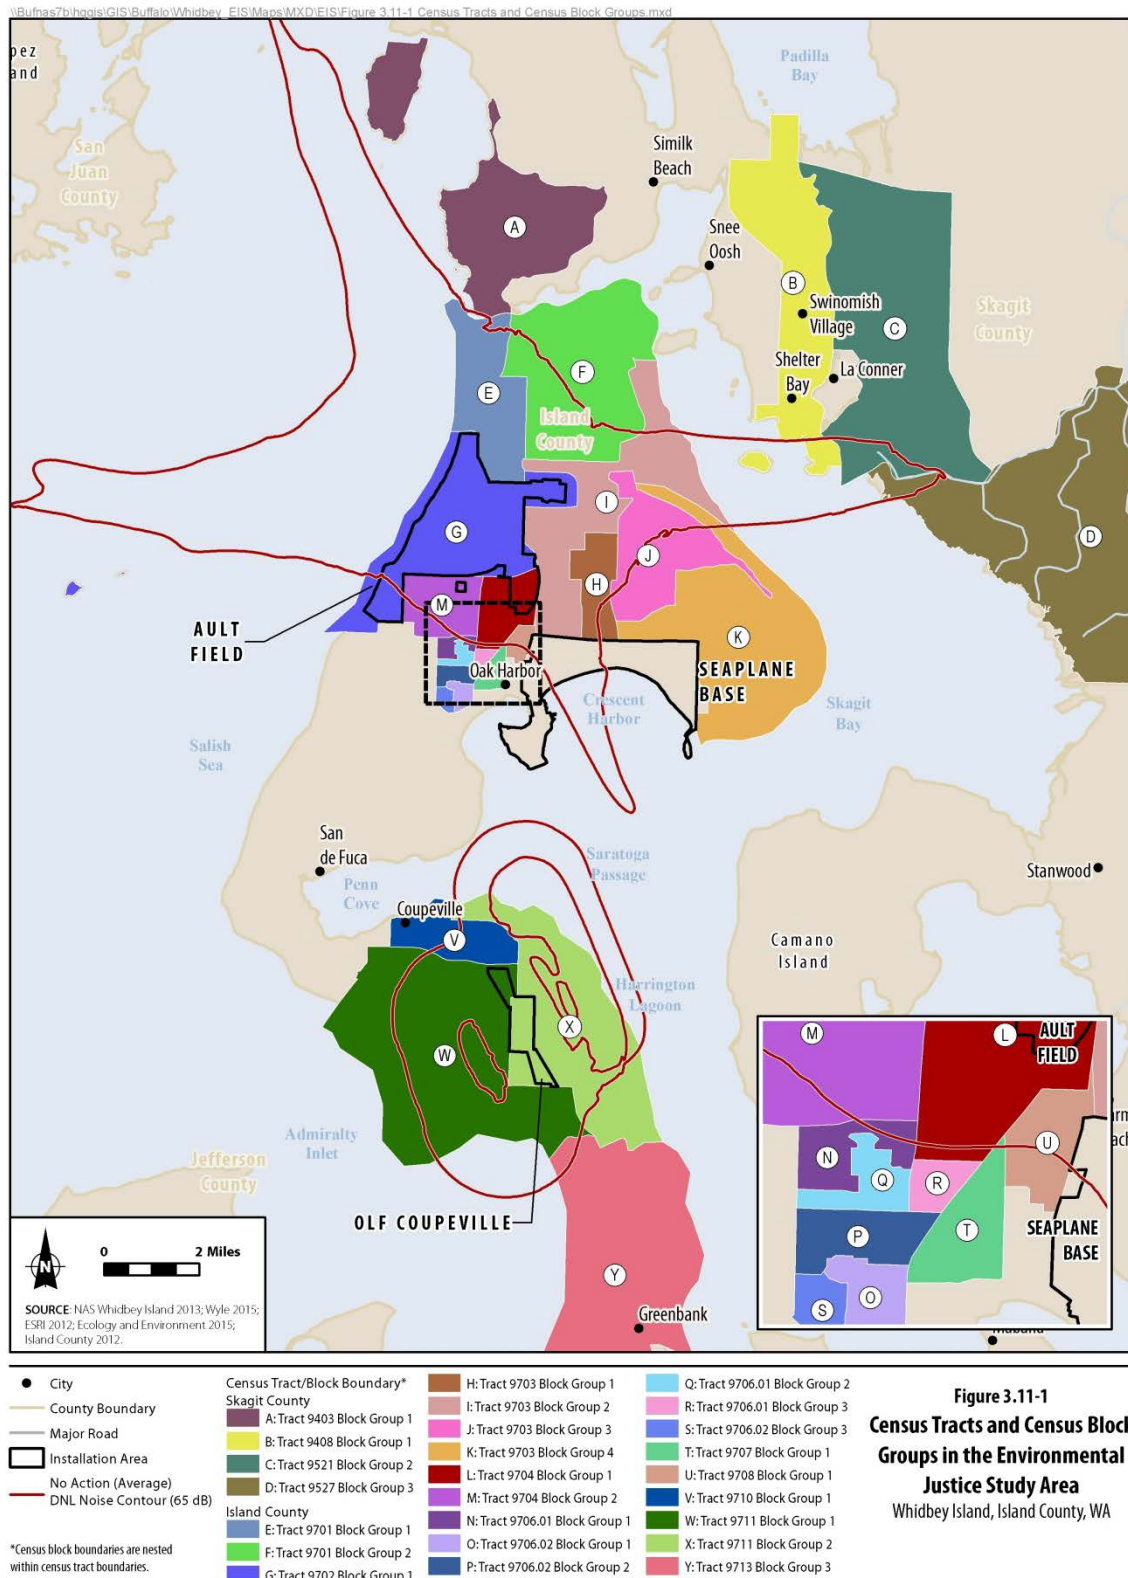 \\Bufnas7b\hqgis\GIS\Buffalo\Whidbey_EIS\Maps\MXD\EIS\Figure 3.11-1 Census Tracts and Census Block Groups.mxd
Padilla
Bay
San
Juan
County
Similk
Beach
A
Snee
Oosh
B
Swinomish
Village
C
Skagit
County
Shelter
Bay
La Conner
F
E
Island
County
I
G
J
D
H
M
K
AULT
FIELD
SEAPLANE
BASE
Oak Harbor
Crescent
Harbor
Skagit
Bay
Salish
Sea
San
de Fuca
Saratoga
Passage
Stanwood
Penn
Cove
Coupeville
V
Camano
Island
Harrington
Lagoon
X
W
Admiralty
Inlet
Jefferson
County
OLF COUPEVILLE
Y
Greenbank
M
L
AULT
FIELD
N
Q
R
U
P
T
SEAPLANE
BASE
S
O
N
0 2 Miles
SOURCE: NAS Whidbey Island 2013; Wyle 2015;
ESRI 2012; Ecology and Environment 2015;
Island County 2012.
City
County Boundary
Major Road
Installation Area
No Action (Average)
DNL Noise Contour (65 dB)
*Census block boundaries are nested
within census tract boundaries.
Census Tract/Block Boundary*
Skagit County
A: Tract 9403 Block Group 1
B: Tract 9408 Block Group 1
C: Tract 9521 Block Group 2
D: Tract 9527 Block Group 3
Island County
E: Tract 9701 Block Group 1
F: Tract 9701 Block Group 2
G: Tract 9702 Block Group 1
H: Tract 9703 Block Group 1
I: Tract 9703 Block Group 2
J: Tract 9703 Block Group 3
K: Tract 9703 Block Group 4
L: Tract 9704 Block Group 1
M: Tract 9704 Block Group 2
N: Tract 9706.01 Block Group 1
O: Tract 9706.02 Block Group 1
P: Tract 9706.02 Block Group 2
Q: Tract 9706.01 Block Group 2
R: Tract 9706.01 Block Group 3
S: Tract 9706.02 Block Group 3
T: Tract 9707 Block Group 1
U: Tract 9708 Block Group 1
V: Tract 9710 Block Group 1
W: Tract 9711 Block Group 1
X: Tract 9711 Block Group 2
Y: Tract 9713 Block Group 3
Figure 3.11-1
Census Tracts and Census Block
Groups in the Environmental
Justice Study Area
Whidbey Island, Island County, WA